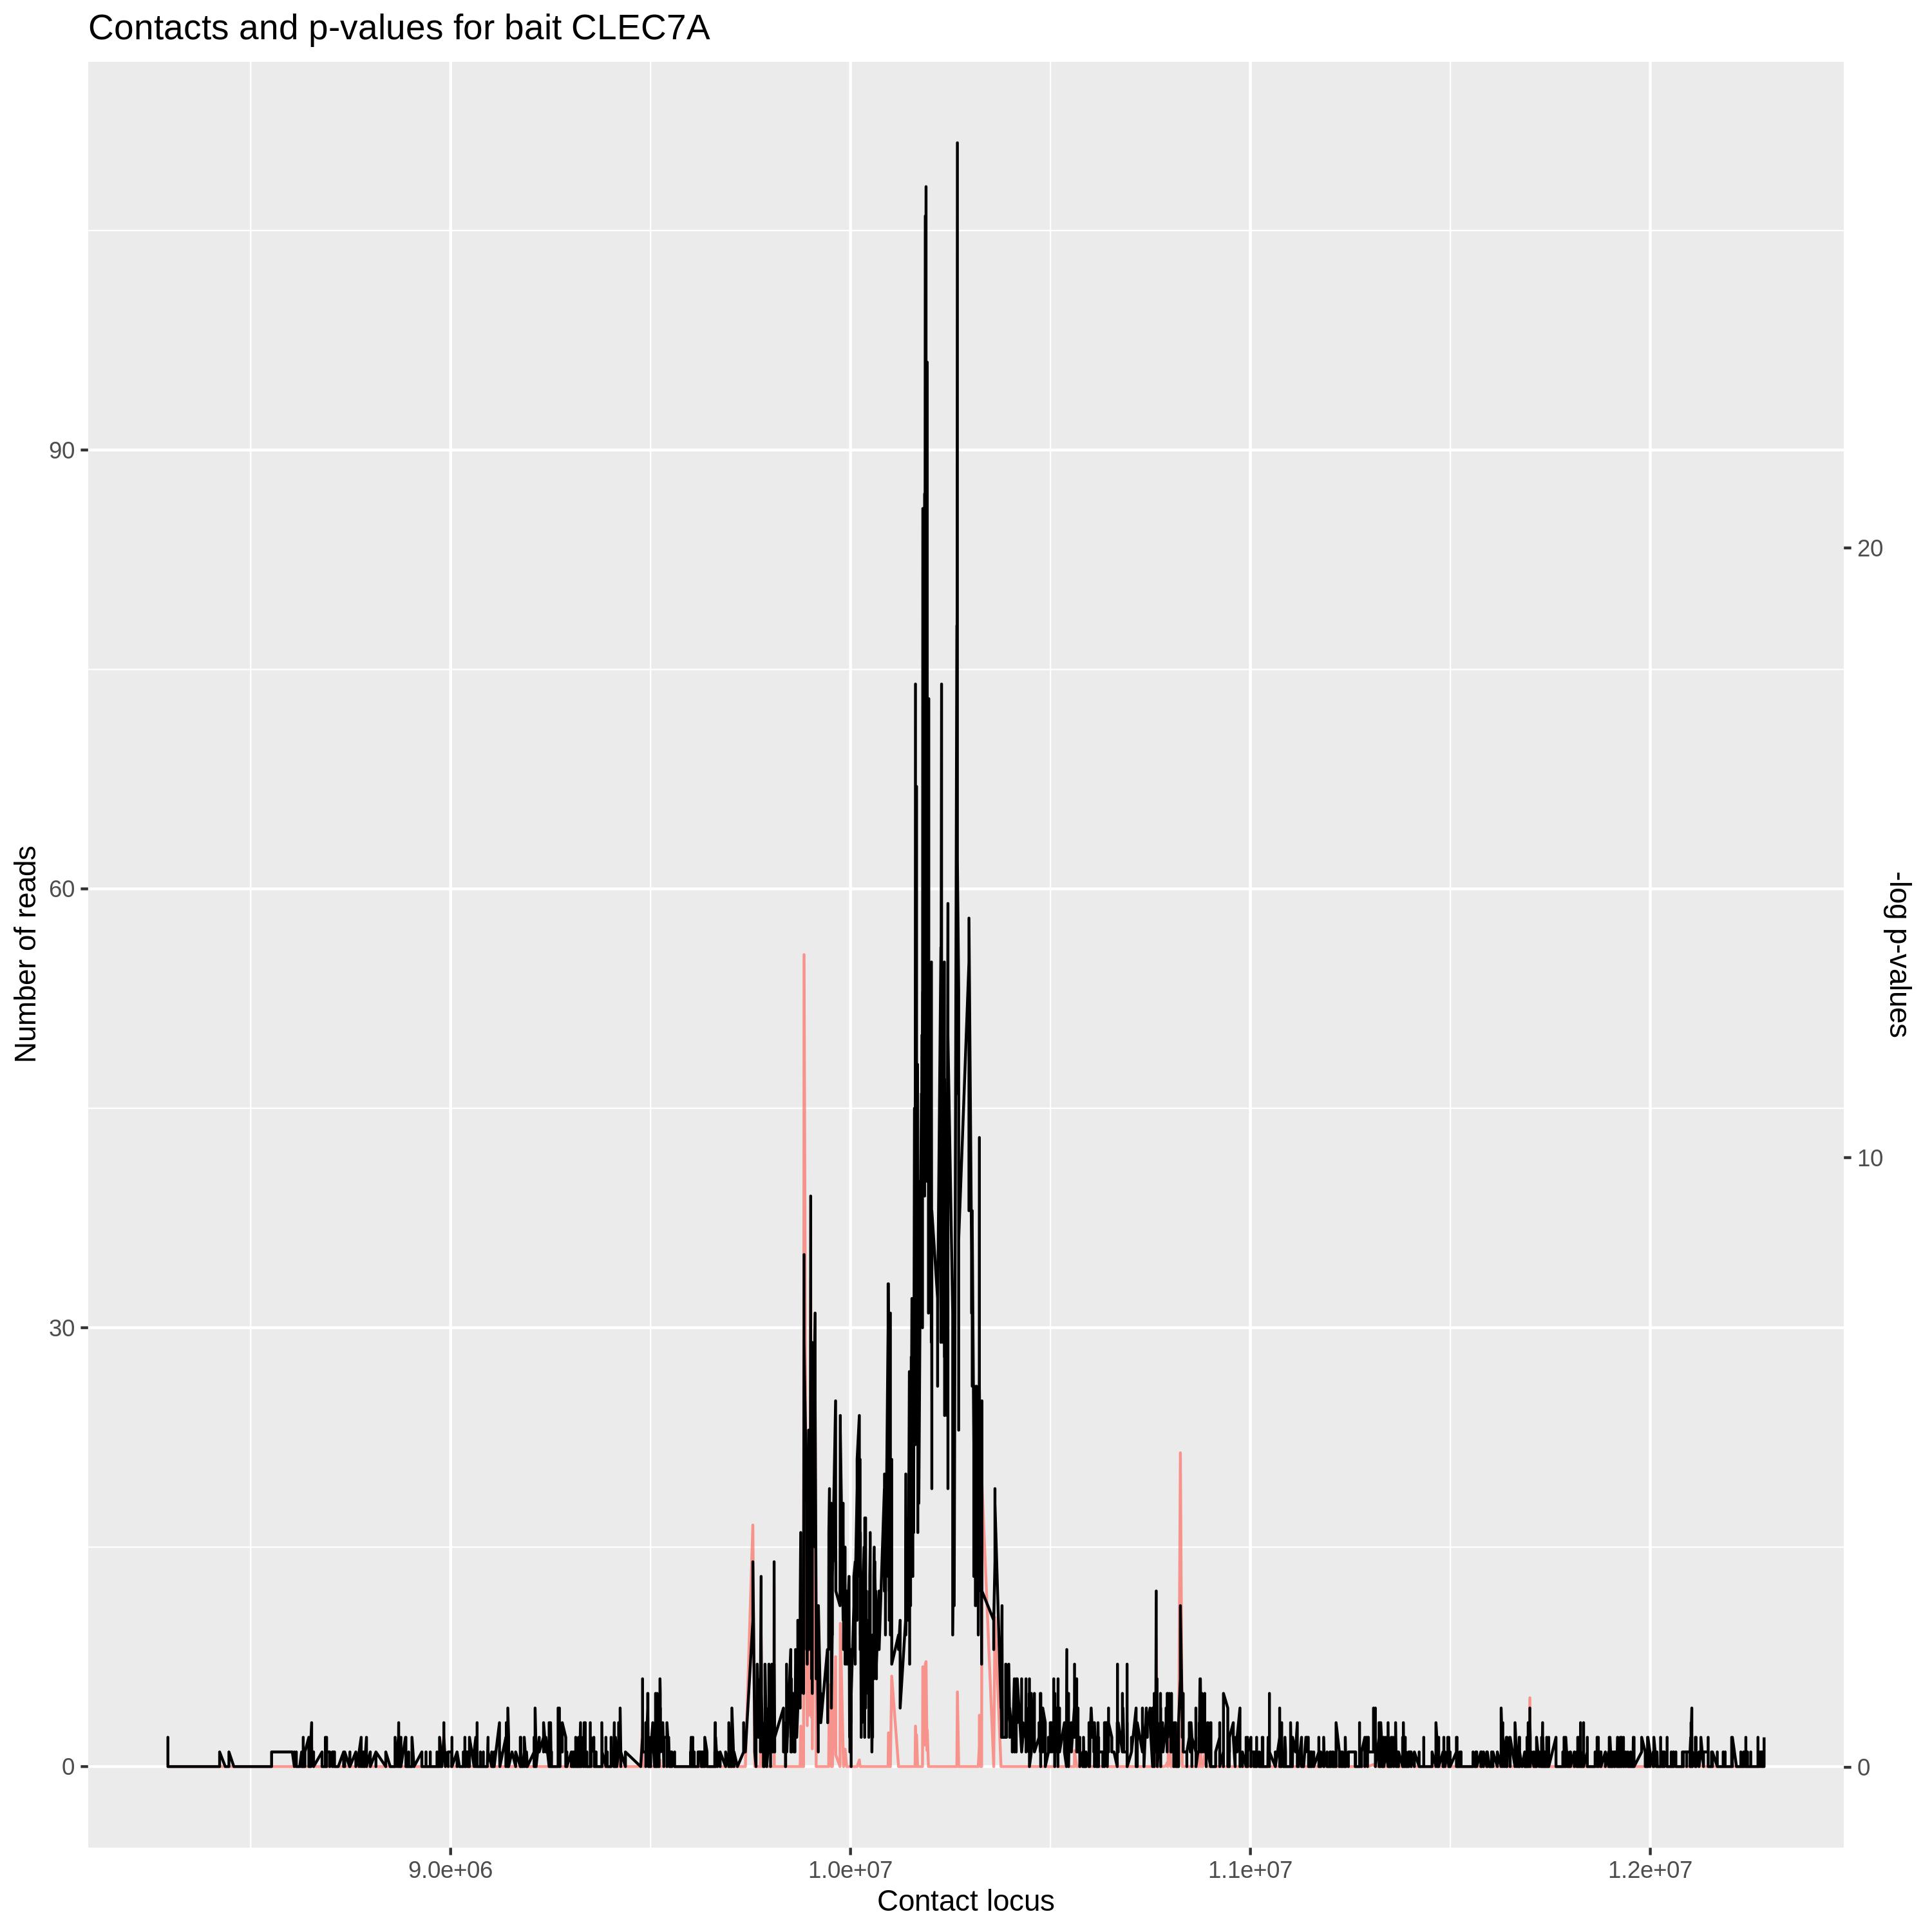 Contacts and p-values for bait CLEC7A
90
60
30
0
Number of reads
20
10
0
-log p-values
9.0e+06
1.0e+07
1.1e+07
1.2e+07
Contact locus